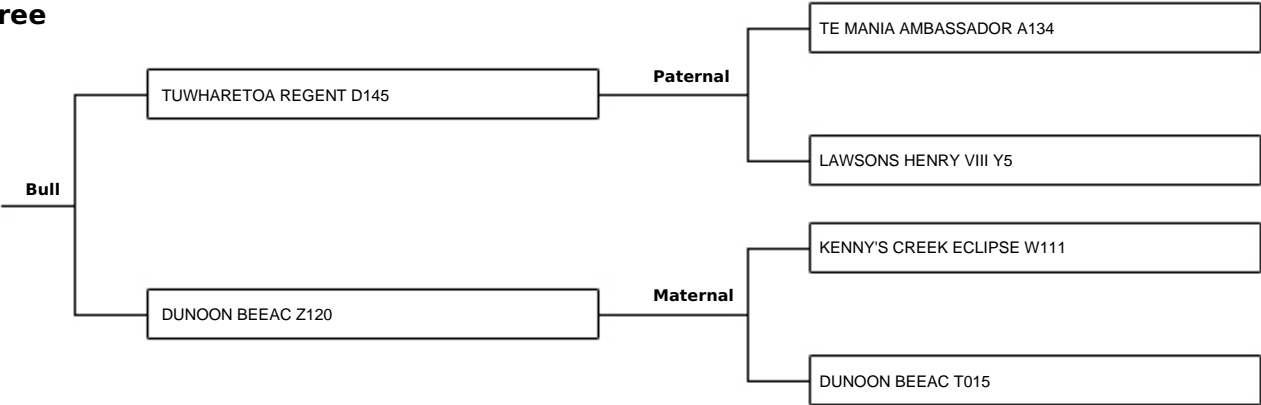 ree
TE MANIA AMBASSADOR A134
Paternal
TUWHARETOA REGENT D145
LAWSONS HENRY VIII Y5
Bull
KENNY'S CREEK ECLIPSE W111
Maternal
DUNOON BEEAC Z120
DUNOON BEEAC T015